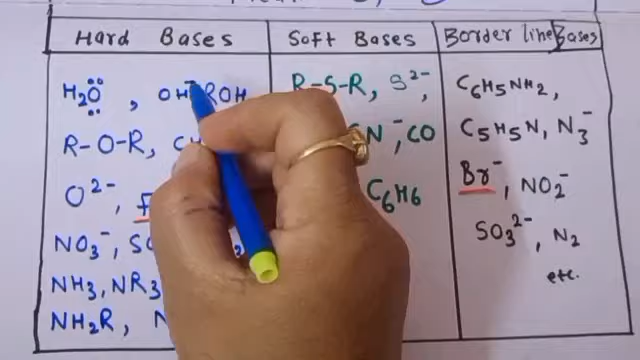 Hard Bases Soft Bases Border line Bases
H₂O, OH⁻ ROH R-S-R, S²⁻, C₆H₅NH₂,
R-O-R, N⁻, CO C₅H₅N, N₃⁻
O²⁻, C₆H₆ Br⁻, NO₂⁻
NO₃⁻, SO₃²⁻, N₂
NH₃, NR₃ etc.
NH₂R,